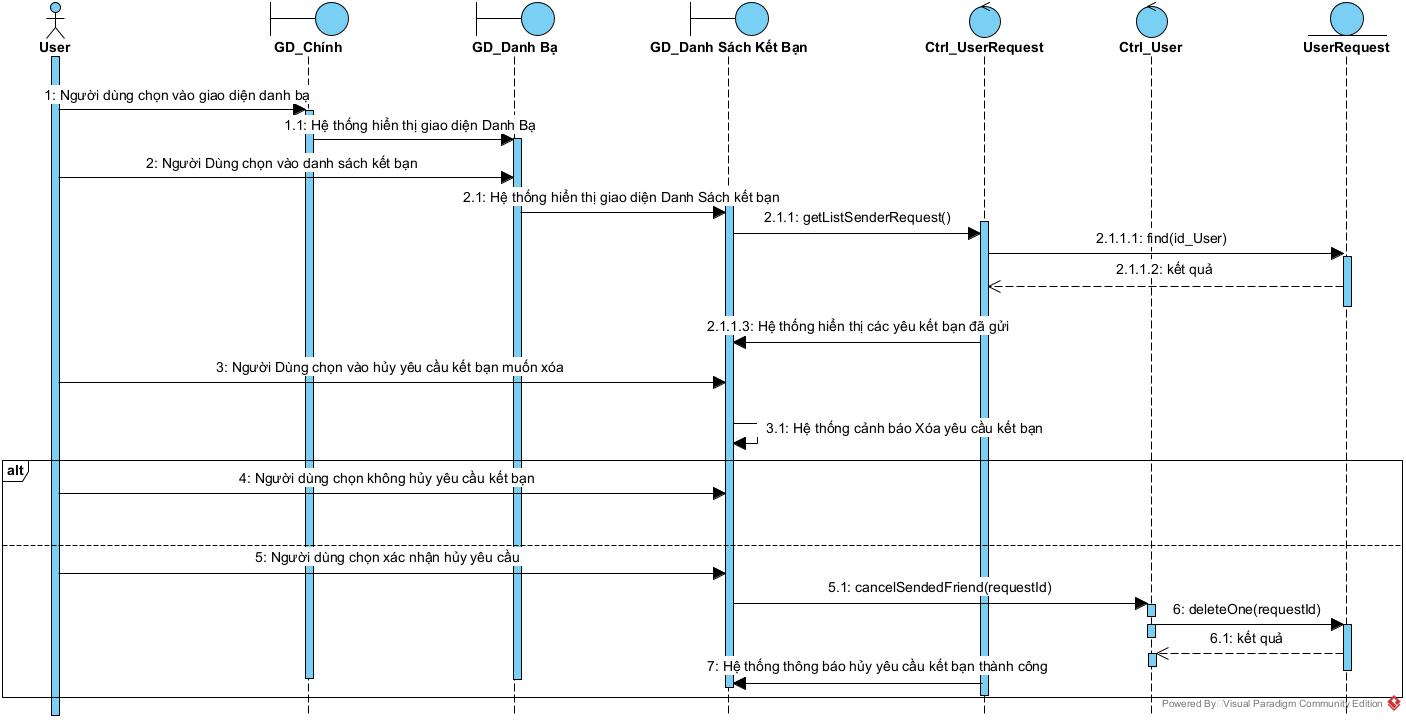 User
GD_Chính
GD_Danh Bạ
GD_Danh Sách Kết Bạn
Ctrl_UserRequest
Ctrl_User
UserRequest
1: Người dùng chọn vào giao diện danh bạ
1.1: Hệ thống hiển thị giao diện Danh Bạ
2: Người Dùng chọn vào danh sách kết bạn
2.1: Hệ thống hiển thị giao diện Danh Sách kết bạn
2.1.1: getListSenderRequest()
2.1.1.1: find(id_User)
2.1.1.2: kết quả
2.1.1.3: Hệ thống hiển thị các yêu kết bạn đã gửi
3: Người Dùng chọn vào hủy yêu cầu kết bạn muốn xóa
3.1: Hệ thống cảnh báo Xóa yêu cầu kết bạn
alt
4: Người dùng chọn không hủy yêu cầu kết bạn
5: Người dùng chọn xác nhận hủy yêu cầu
5.1: cancelSendedFriend(requestId)
6: deleteOne(requestId)
6.1: kết quả
7: Hệ thống thông báo hủy yêu cầu kết bạn thành công
Powered By Visual Paradigm Community Edition